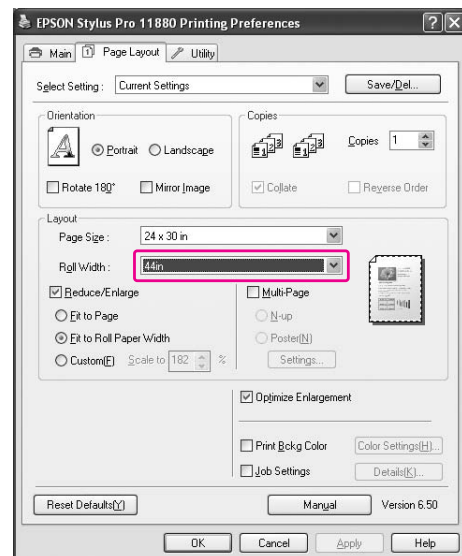 EPSON Stylus Pro 11880 Printing Preferences
Main Page Layout Utility
Select Setting : Current Settings Save/Del...
Orientation
Portrait Landscape
Rotate 180° Mirror Image
Copies
Copies 1
Collate Reverse Order
Layout
Page Size : 24 x 30 in
Roll Width : 44in
Reduce/Enlarge
Fit to Page
Fit to Roll Paper Width
Custom(F) Scale to 182 %
Multi-Page
N-up
Poster(N)
Settings...
Optimize Enlargement
Print Bckg Color Color Settings(H)...
Job Settings Details(K)...
Reset Defaults(Y) Manual Version 6.50
OK Cancel Apply Help